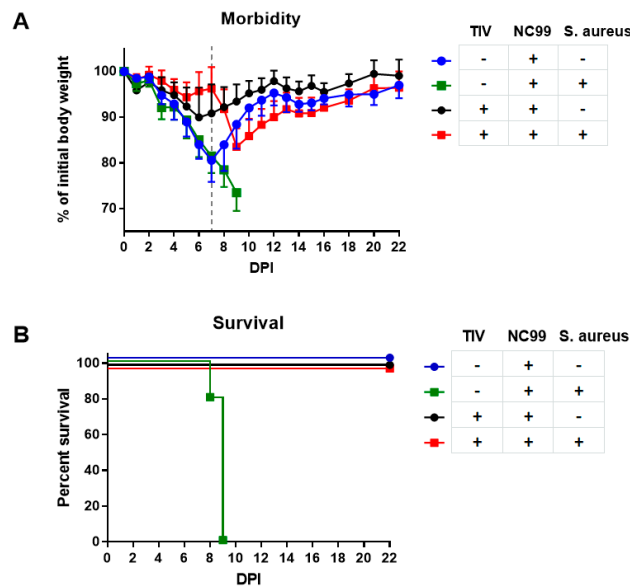 A
Morbidity
TIV NC99 S. aureus
- + -
- + +
+ + -
+ + +
% of initial body weight
100
90
80
70
0 2 4 6 8 10 12 14 16 18 20 22
DPI
B
Survival
TIV NC99 S. aureus
- + -
- + +
+ + -
+ + +
Percent survival
100
80
60
40
20
0
0 2 4 6 8 10 12 14 16 18 20 22
DPI